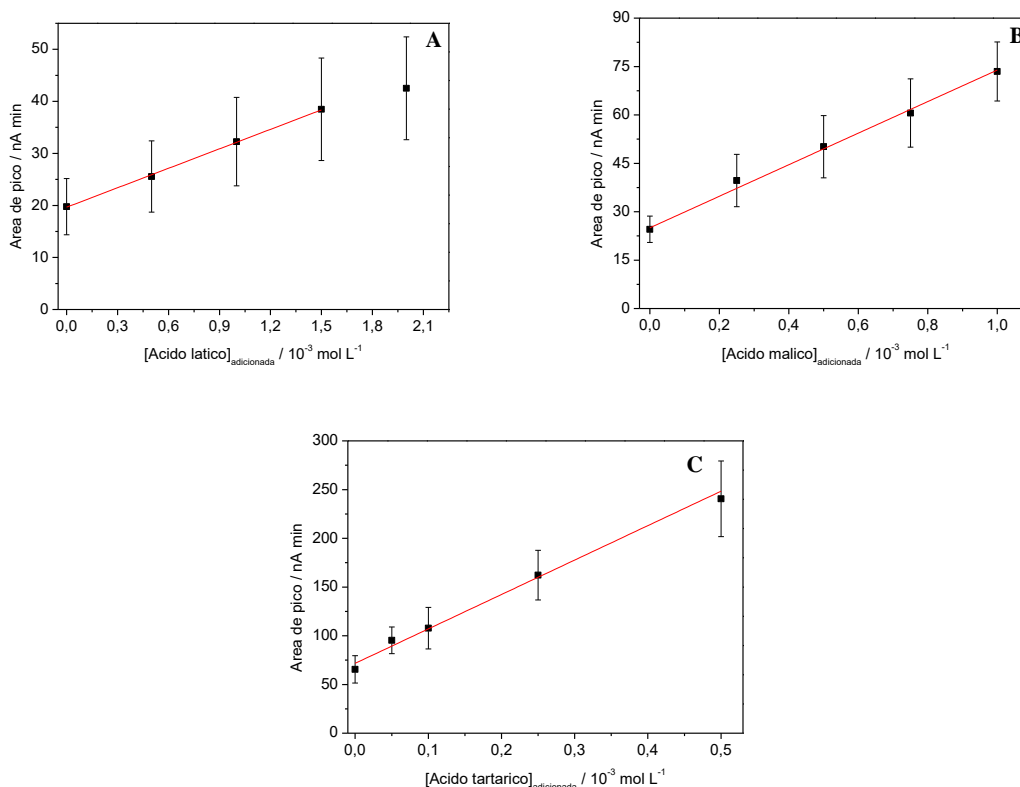 A
Area de pico / nA min
50
40
30
20
10
0
0,0 0,3 0,6 0,9 1,2 1,5 1,8 2,1
[Acido latico]adicionada / 10-3 mol L-1
B
Area de pico / nA min
90
75
60
45
30
15
0
0,0 0,2 0,4 0,6 0,8 1,0
[Acido malico]adicionada / 10-3 mol L-1
C
Area de pico / nA min
300
250
200
150
100
50
0
0,0 0,1 0,2 0,3 0,4 0,5
[Acido tartarico]adicionada / 10-3 mol L-1